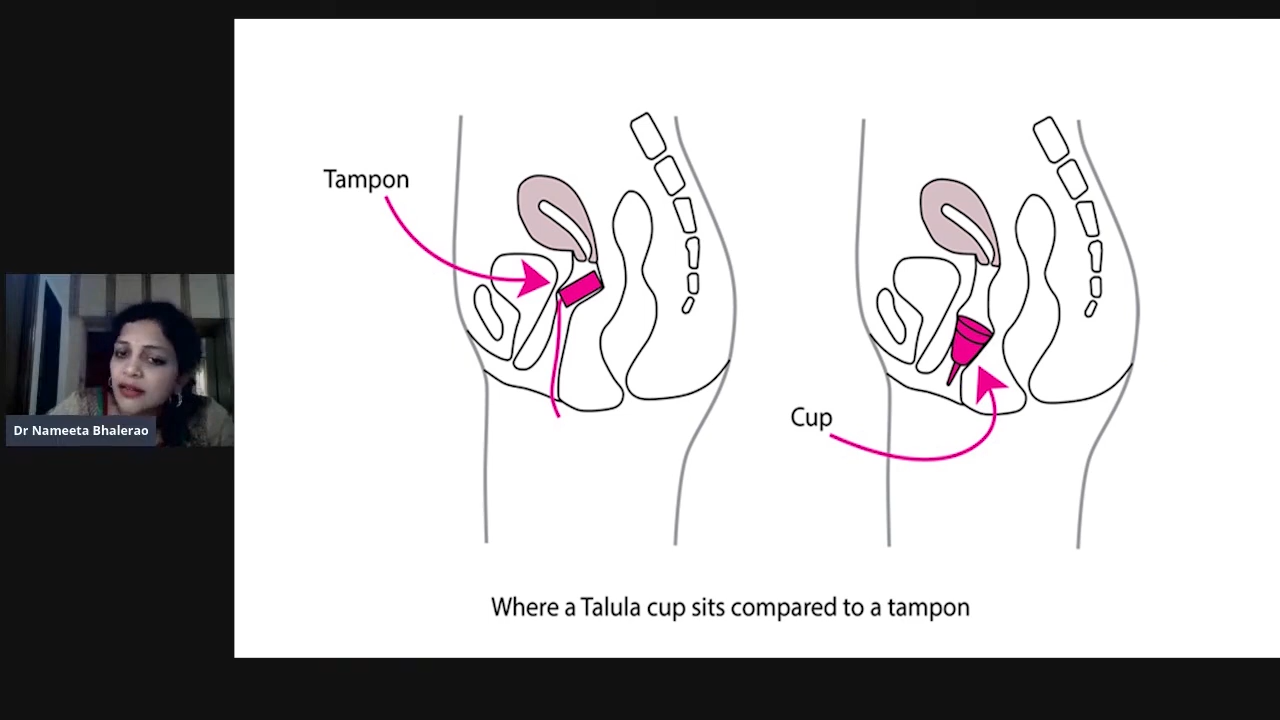 Tampon
Dr Nameeta Bhalerao
Cup
Where a Talula cup sits compared to a tampon